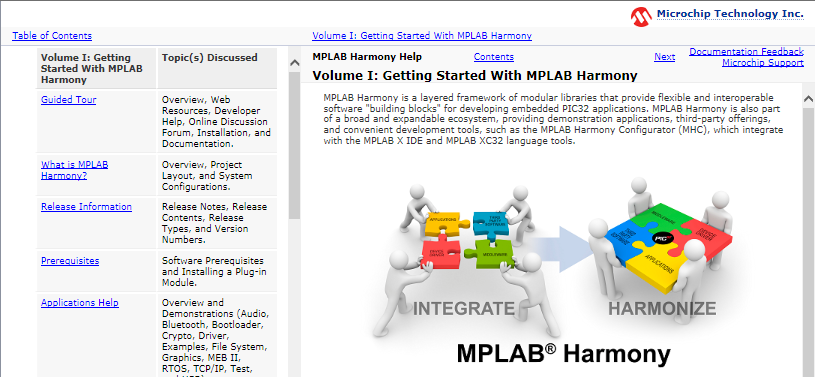 Microchip Technology Inc.
Table of Contents
Volume I: Getting Started With MPLAB Harmony
Volume I: Getting
Started With MPLAB
Harmony
Topic(s) Discussed
Guided Tour
Overview, Web
Resources, Developer
Help, Online Discussion
Forum, Installation, and
Documentation.
What is MPLAB
Harmony?
Overview, Project
Layout, and System
Configurations.
Release Information
Release Notes, Release
Contents, Release
Types, and Version
Numbers.
Prerequisites
Software Prerequisites
and Installing a Plug-in
Module.
Applications Help
Overview and
Demonstrations (Audio,
Bluetooth, Bootloader,
Crypto, Driver,
Examples, File System,
Graphics, MEB II,
RTOS, TCP/IP, Test,
MPLAB Harmony Help
Contents
Next
Documentation Feedback
Microchip Support
Volume I: Getting Started With MPLAB Harmony
MPLAB Harmony is a layered framework of modular libraries that provide flexible and interoperable
software "building blocks" for developing embedded PIC32 applications. MPLAB Harmony is also part
of a broad and expandable ecosystem, providing demonstration applications, third-party offerings,
and convenient development tools, such as the MPLAB Harmony Configurator (MHC), which integrate
with the MPLAB X IDE and MPLAB XC32 language tools.
APPLICATIONS
THIRD
PARTY
SOFTWARE
DEVICE
DRIVER
MIDDLEWARE
MIDDLEWARE
DEVICE
DRIVER
THIRD
PARTY
SOFTWARE
PIC
APPLICATIONS
INTEGRATE
HARMONIZE
MPLAB® Harmony